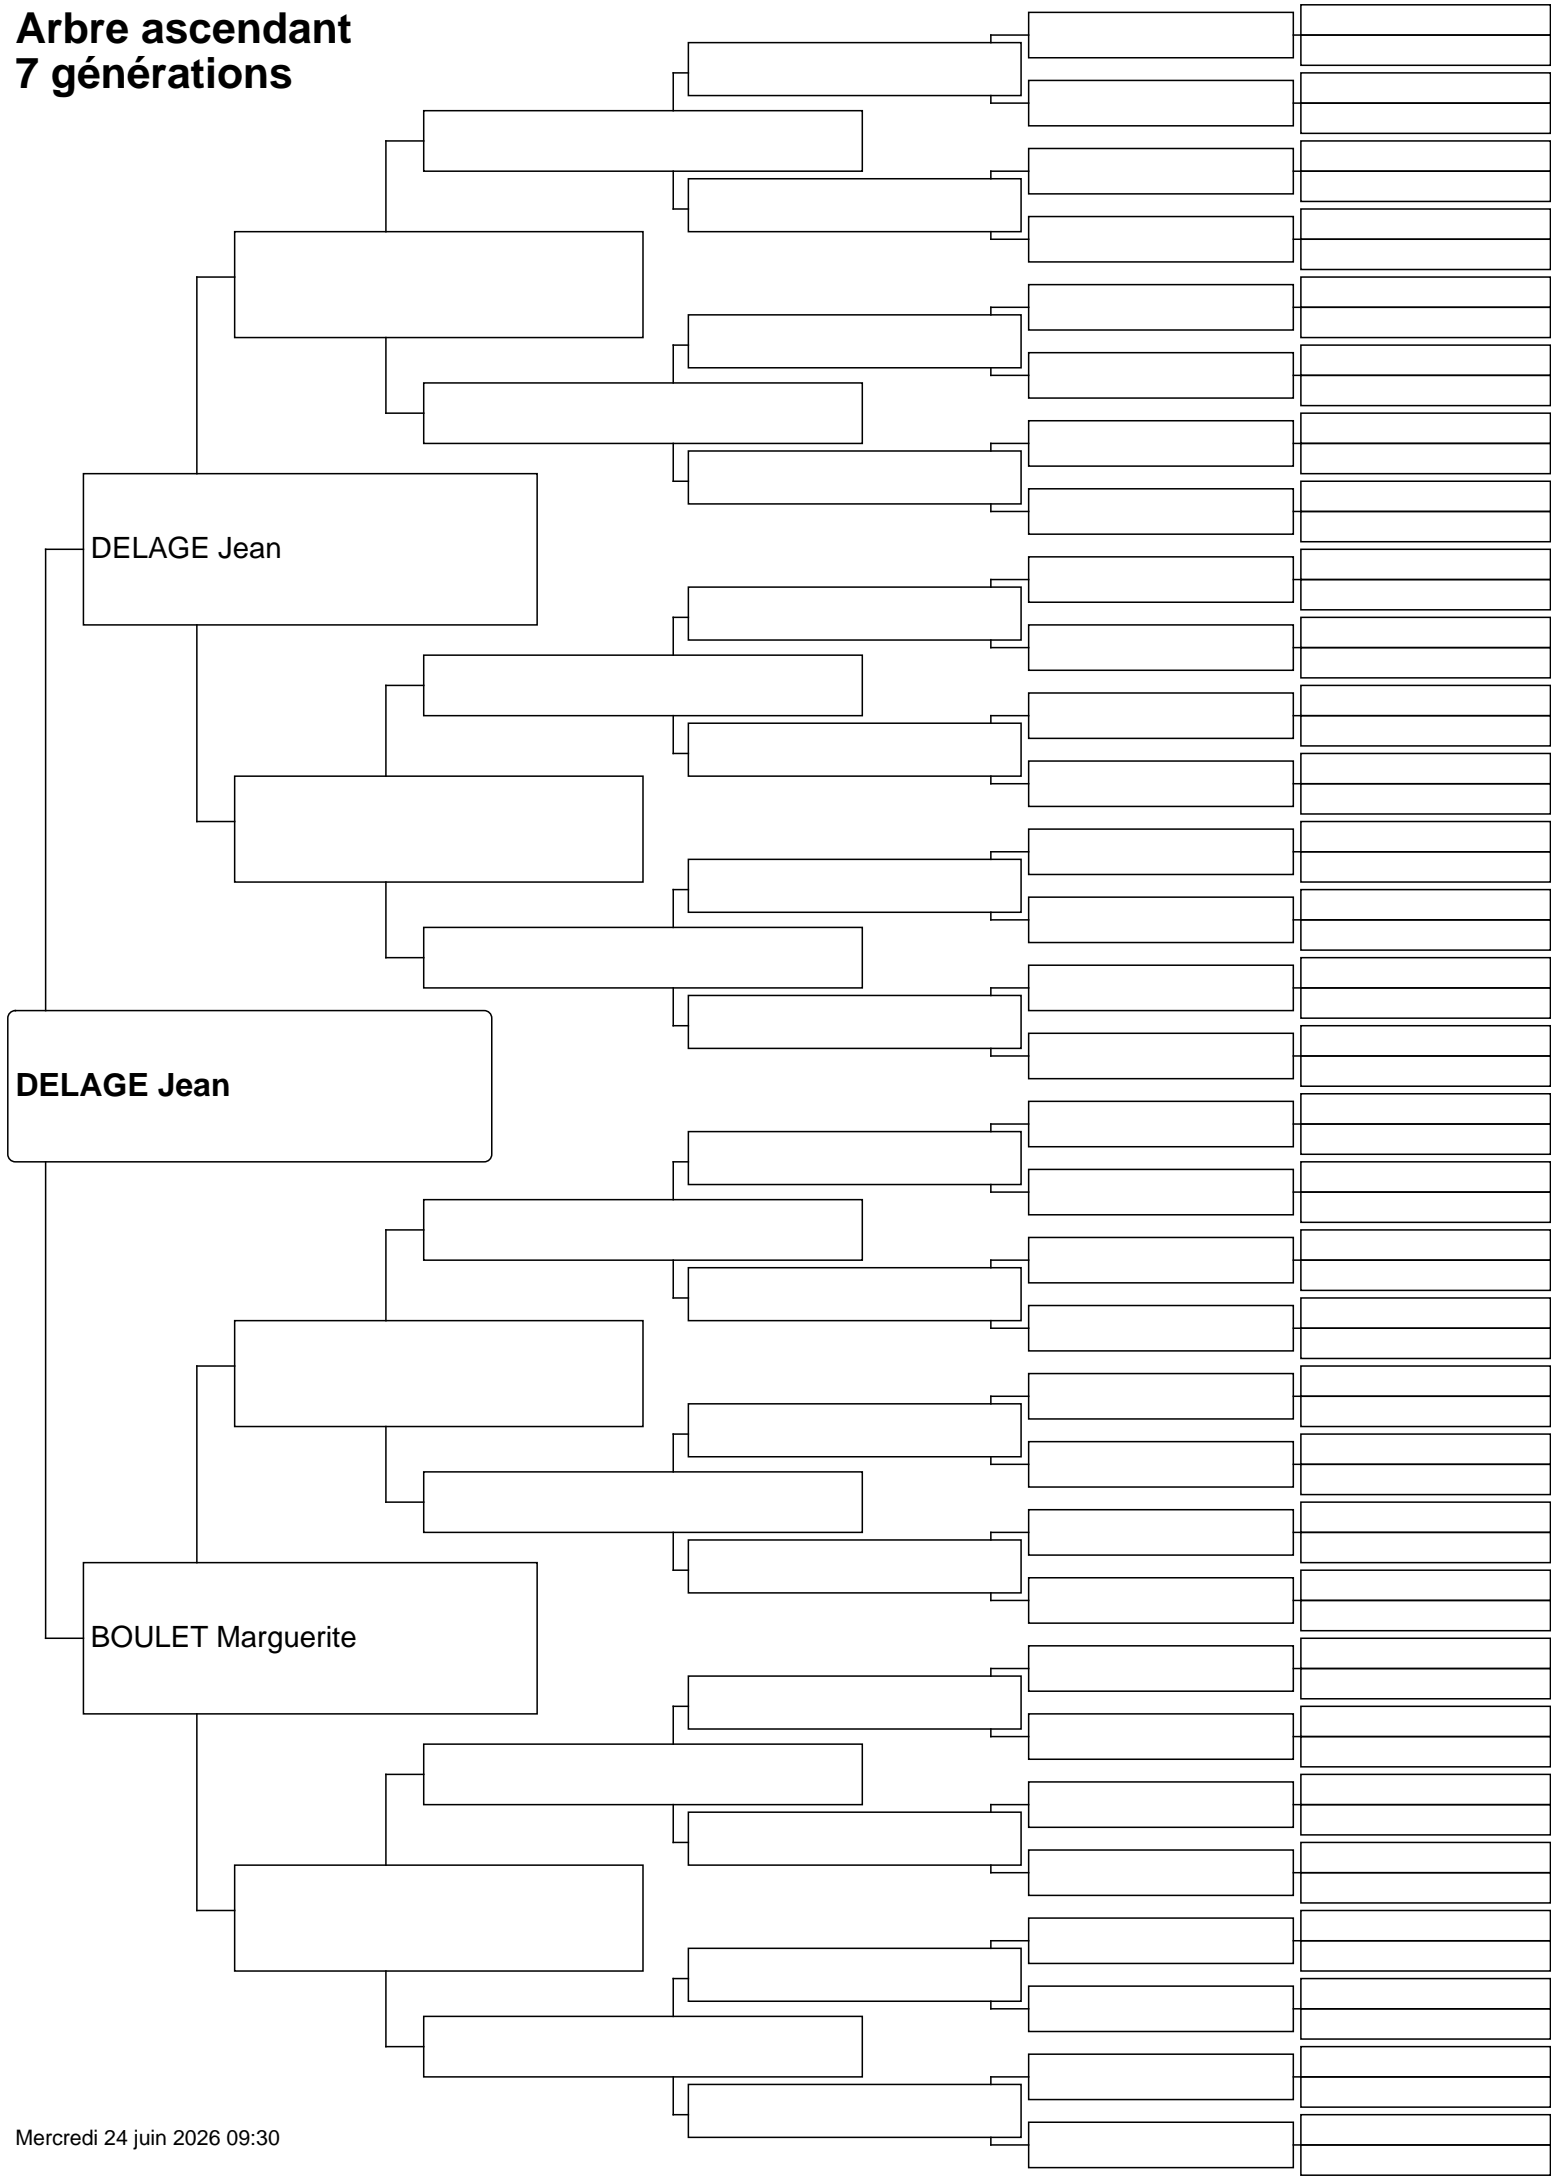 Arbre ascendant
7 générations
DELAGE Jean
DELAGE Jean
BOULET Marguerite
Mercredi 24 juin 2026 09:30